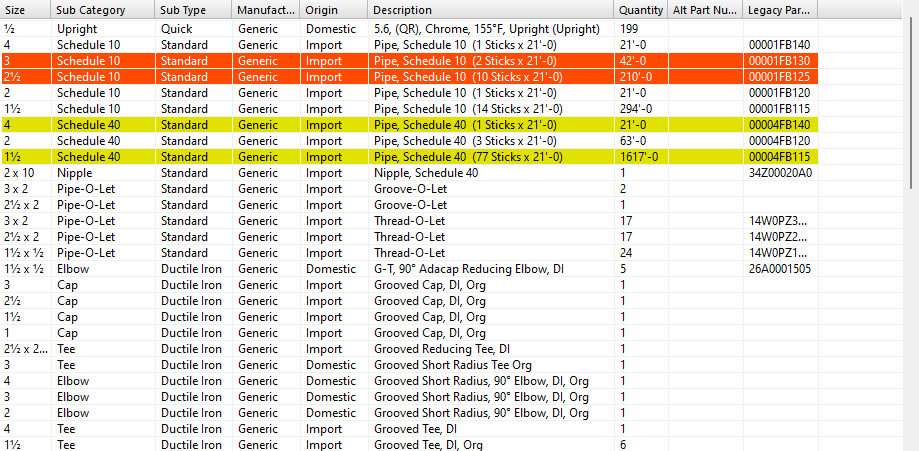 Size Sub Category Sub Type Manufact... Origin Description Quantity Alt Part Nu... Legacy Par...
½ Upright Quick Generic Domestic 5.6, (QR), Chrome, 155°F, Upright (Upright) 199
4 Schedule 10 Standard Generic Import Pipe, Schedule 10 (1 Sticks x 21'-0) 21'-0 00001FB140
3 Schedule 10 Standard Generic Import Pipe, Schedule 10 (2 Sticks x 21'-0) 42'-0 00001FB130
2½ Schedule 10 Standard Generic Import Pipe, Schedule 10 (10 Sticks x 21'-0) 210'-0 00001FB125
2 Schedule 10 Standard Generic Import Pipe, Schedule 10 (1 Sticks x 21'-0) 21'-0 00001FB120
1½ Schedule 10 Standard Generic Import Pipe, Schedule 10 (14 Sticks x 21'-0) 294'-0 00001FB115
4 Schedule 40 Standard Generic Import Pipe, Schedule 40 (1 Sticks x 21'-0) 21'-0 00004FB140
2 Schedule 40 Standard Generic Import Pipe, Schedule 40 (3 Sticks x 21'-0) 63'-0 00004FB120
1½ Schedule 40 Standard Generic Import Pipe, Schedule 40 (77 Sticks x 21'-0) 1617'-0 00004FB115
2 x 10 Nipple Standard Generic Import Nipple, Schedule 40 1 34Z00020A0
3 x 2 Pipe-O-Let Standard Generic Import Groove-O-Let 2
2½ x 2 Pipe-O-Let Standard Generic Import Groove-O-Let 1
3 x 2 Pipe-O-Let Standard Generic Import Thread-O-Let 17 14W0PZ3...
2½ x 2 Pipe-O-Let Standard Generic Import Thread-O-Let 17 14W0PZ2...
1½ x ½ Pipe-O-Let Standard Generic Import Thread-O-Let 24 14W0PZ1...
1½ x ½ Elbow Ductile Iron Generic Domestic G-T, 90° Adacap Reducing Elbow, DI 5 26A0001505
3 Cap Ductile Iron Generic Import Grooved Cap, DI, Org 1
2½ Cap Ductile Iron Generic Import Grooved Cap, DI, Org 1
1½ Cap Ductile Iron Generic Import Grooved Cap, DI, Org 1
1 Cap Ductile Iron Generic Import Grooved Cap, DI, Org 1
2½ x 2... Tee Ductile Iron Generic Import Grooved Reducing Tee, DI 1
3 Tee Ductile Iron Generic Domestic Grooved Short Radius Tee Org 1
4 Elbow Ductile Iron Generic Domestic Grooved Short Radius, 90° Elbow, DI, Org 1
3 Elbow Ductile Iron Generic Domestic Grooved Short Radius, 90° Elbow, DI, Org 1
2 Elbow Ductile Iron Generic Domestic Grooved Short Radius, 90° Elbow, DI, Org 1
4 Tee Ductile Iron Generic Import Grooved Tee, DI 1
1½ Tee Ductile Iron Generic Import Grooved Tee, DI, Org 6